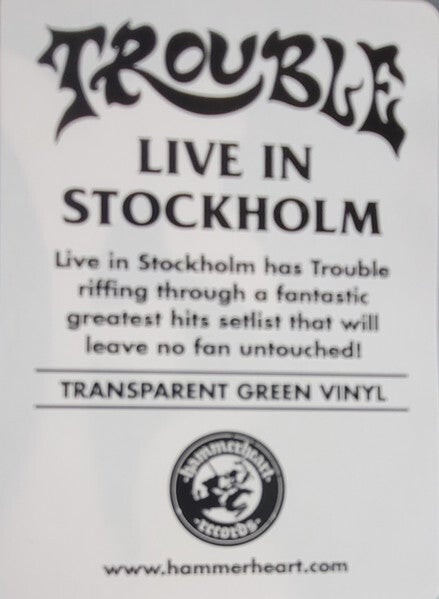 TROUBLE
LIVE IN
STOCKHOLM
Live in Stockholm has Trouble
riffing through a fantastic
greatest hits setlist that will
leave no fan untouched!
TRANSPARENT GREEN VINYL
hammerheart
records
www.hammerheart.com